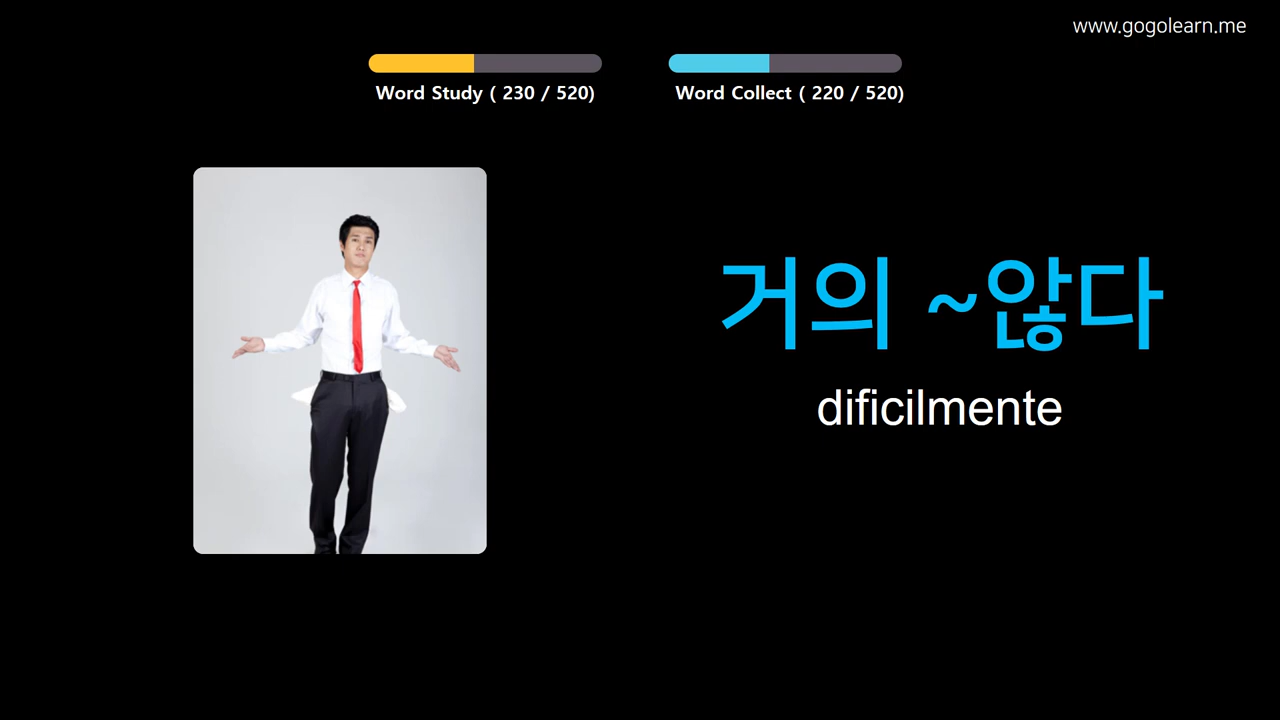 www.gogolearn.me
Word Study ( 230 / 520)
Word Collect ( 220 / 520)
거의 ~않다
dificilmente